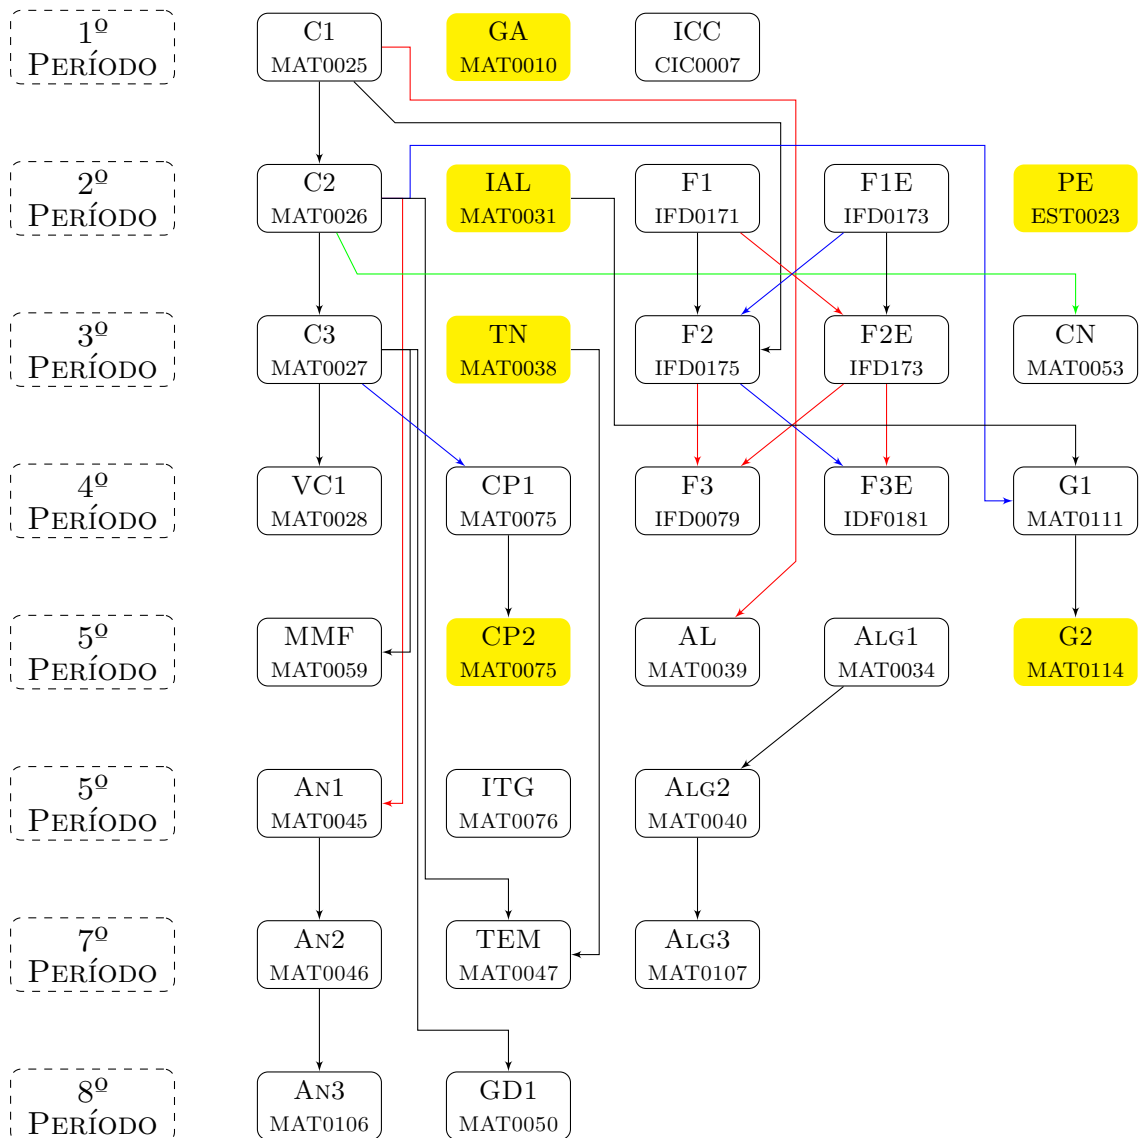 1º
Período
C1
MAT0025
GA
MAT0010
ICC
CIC0007
2º
Período
C2
MAT0026
IAL
MAT0031
F1
IFD0171
F1E
IFD0173
PE
EST0023
3º
Período
C3
MAT0027
TN
MAT0038
F2
IFD0175
F2E
IFD173
CN
MAT0053
4º
Período
VC1
MAT0028
CP1
MAT0075
F3
IFD0079
F3E
IDF0181
G1
MAT0111
5º
Período
MMF
MAT0059
CP2
MAT0075
AL
MAT0039
Alg1
MAT0034
G2
MAT0114
5º
Período
An1
MAT0045
ITG
MAT0076
Alg2
MAT0040
7º
Período
An2
MAT0046
TEM
MAT0047
Alg3
MAT0107
8º
Período
An3
MAT0106
GD1
MAT0050